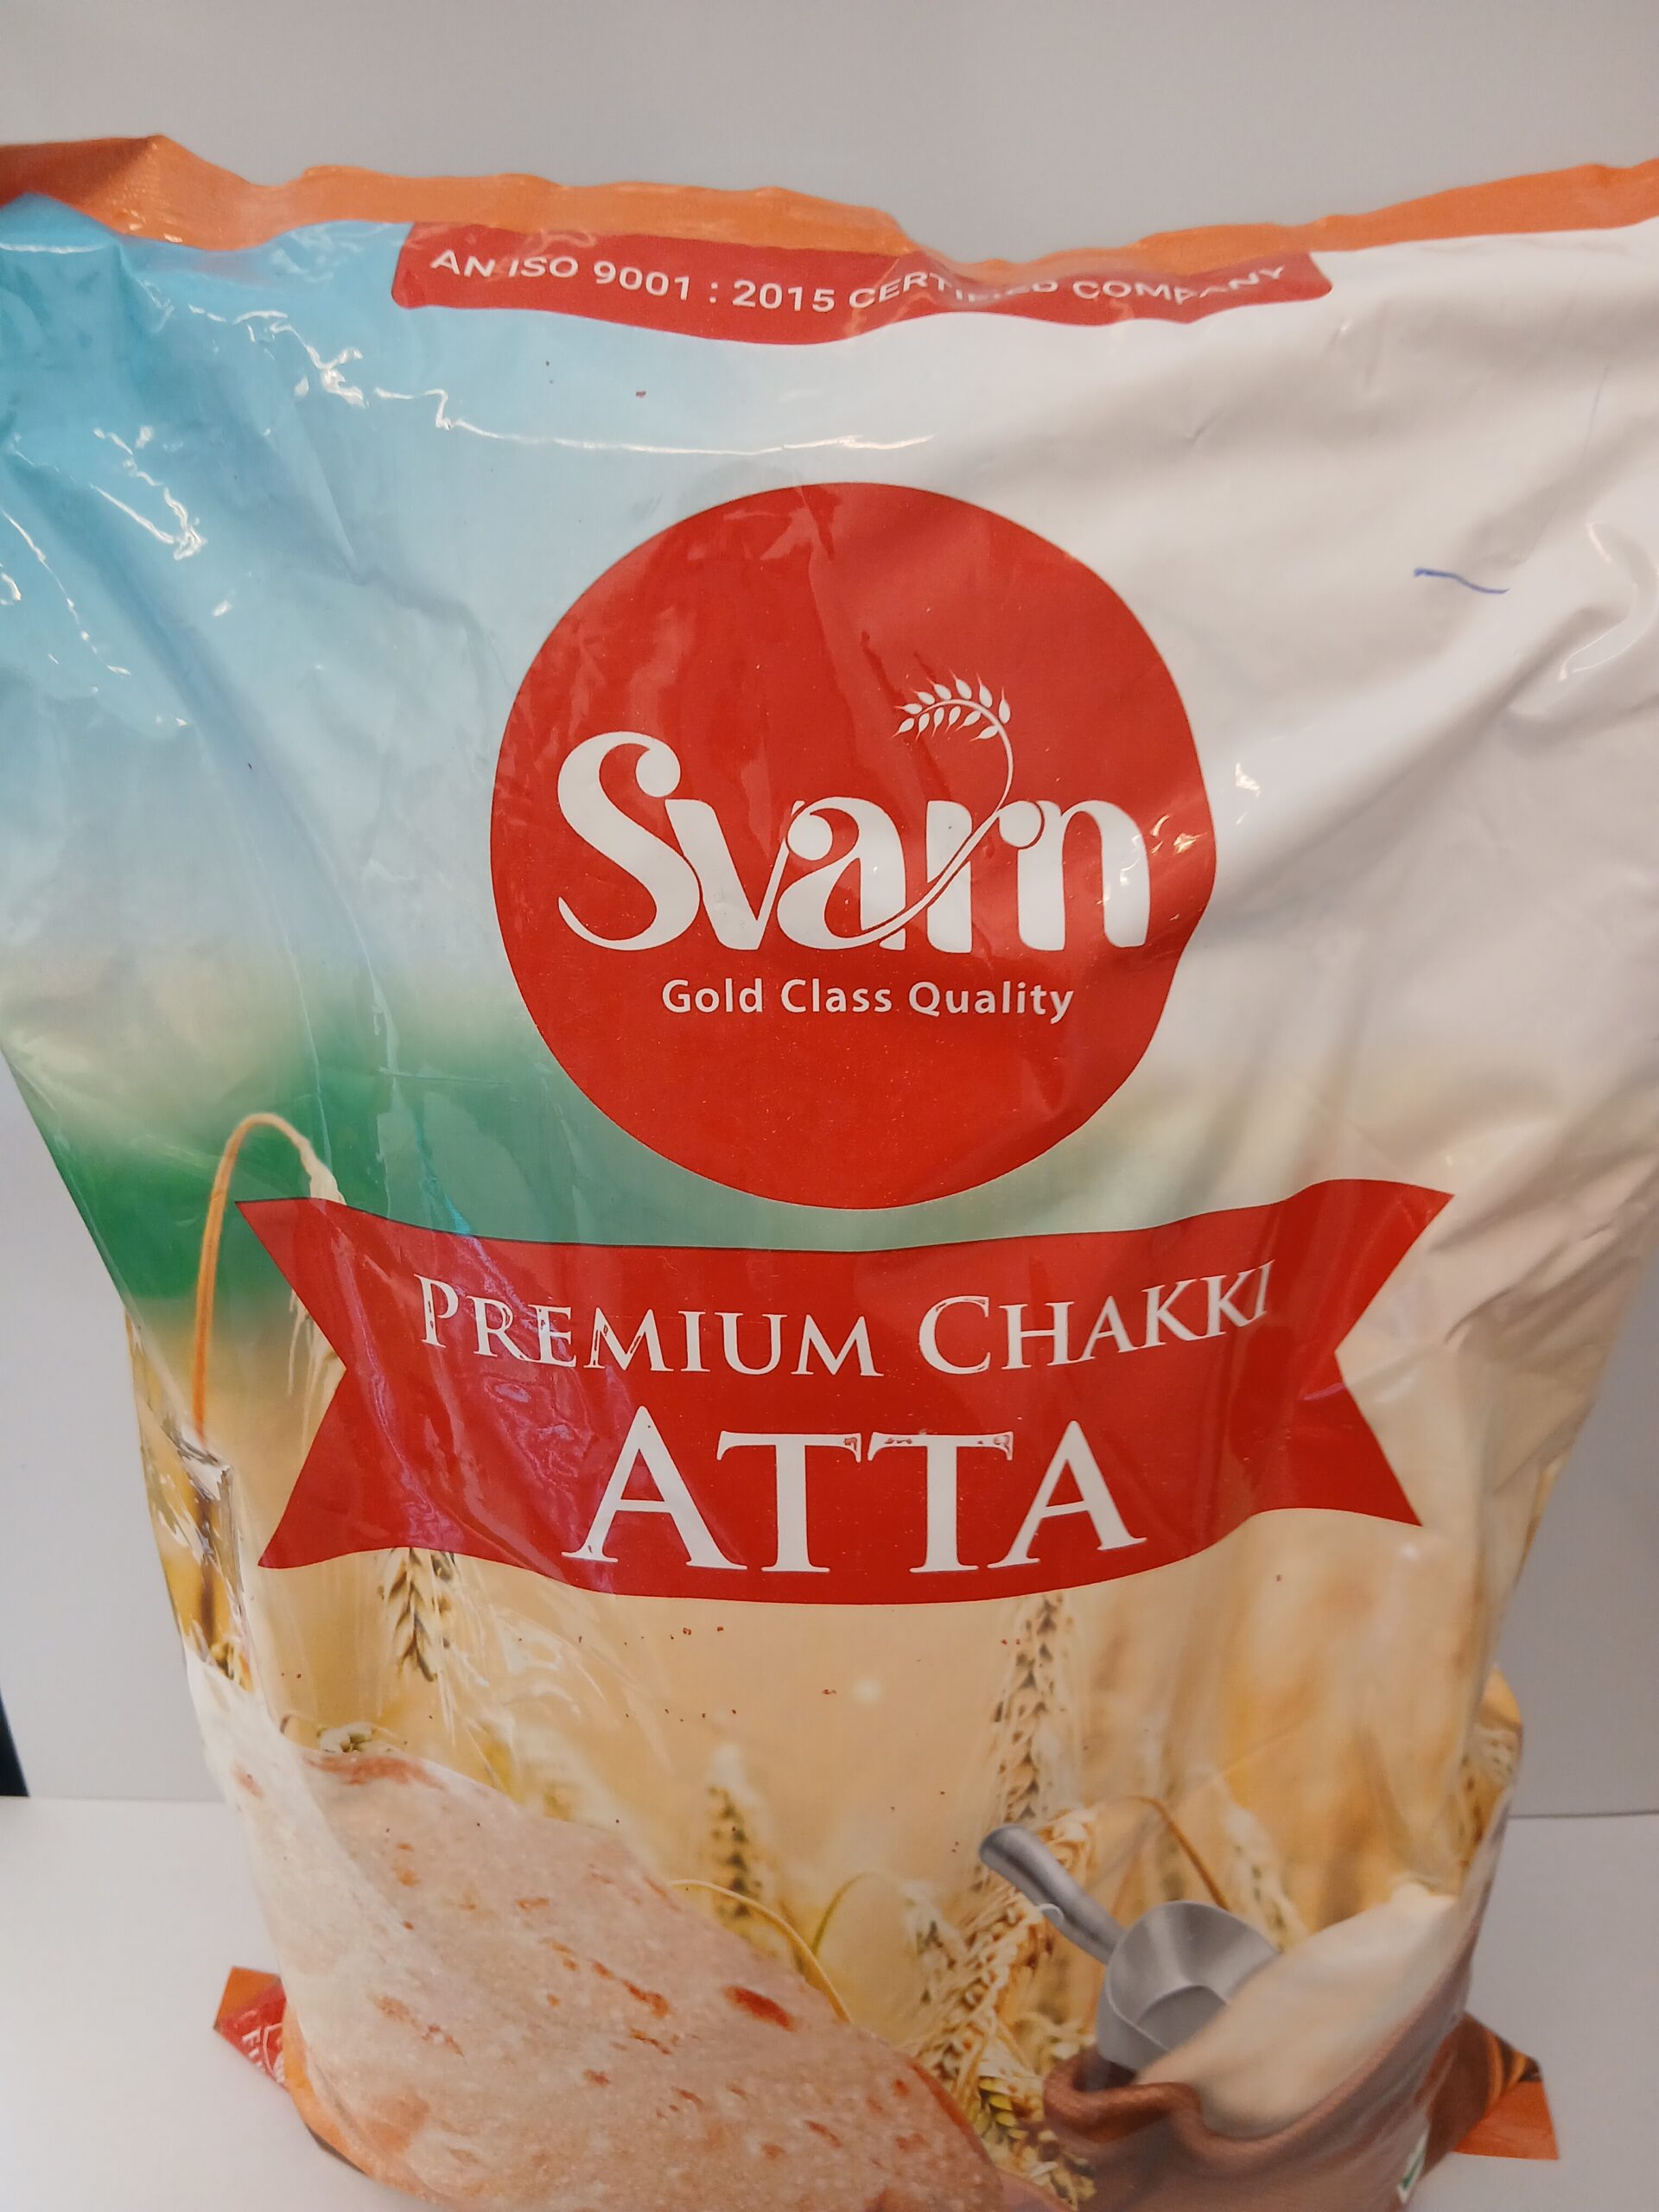 AN ISO 9001 : 2015 CERTIFIED COMPANY
Svarn
Gold Class Quality
PREMIUM CHAKKI
ATTA